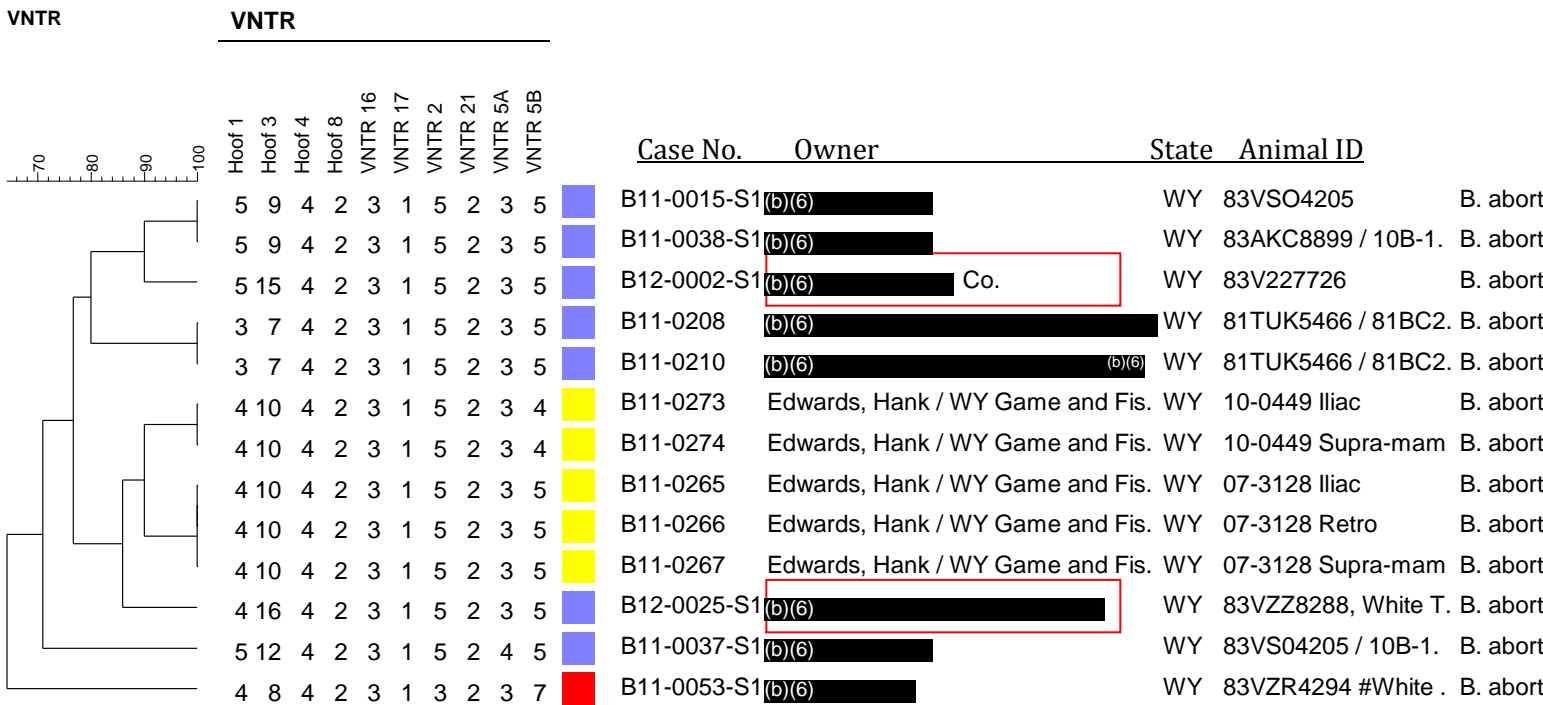 VNTR VNTR
70 80 90 100 Hoof 1 Hoof 3 Hoof 4 Hoof 8 VNTR 16 VNTR 17 VNTR 2 VNTR 21 VNTR 5A VNTR 5B
Case No. Owner State Animal ID
5 9 4 2 3 1 5 2 3 5 B11-0015-S1 (b)(6) WY 83VSO4205 B. abort
5 9 4 2 3 1 5 2 3 5 B11-0038-S1 (b)(6) WY 83AKC8899 / 10B-1. B. abort
5 15 4 2 3 1 5 2 3 5 B12-0002-S1 (b)(6) Co. WY 83V227726 B. abort
3 7 4 2 3 1 5 2 3 5 B11-0208 (b)(6) WY 81TUK5466 / 81BC2. B. abort
3 7 4 2 3 1 5 2 3 5 B11-0210 (b)(6) (b)(6) WY 81TUK5466 / 81BC2. B. abort
4 10 4 2 3 1 5 2 3 4 B11-0273 Edwards, Hank / WY Game and Fis. WY 10-0449 Iliac B. abort
4 10 4 2 3 1 5 2 3 4 B11-0274 Edwards, Hank / WY Game and Fis. WY 10-0449 Supra-mam B. abort
4 10 4 2 3 1 5 2 3 5 B11-0265 Edwards, Hank / WY Game and Fis. WY 07-3128 Iliac B. abort
4 10 4 2 3 1 5 2 3 5 B11-0266 Edwards, Hank / WY Game and Fis. WY 07-3128 Retro B. abort
4 10 4 2 3 1 5 2 3 5 B11-0267 Edwards, Hank / WY Game and Fis. WY 07-3128 Supra-mam B. abort
4 16 4 2 3 1 5 2 3 5 B12-0025-S1 (b)(6) WY 83VZZ8288, White T. B. abort
5 12 4 2 3 1 5 2 4 5 B11-0037-S1 (b)(6) WY 83VS04205 / 10B-1. B. abort
4 8 4 2 3 1 3 2 3 7 B11-0053-S1 (b)(6) WY 83VZR4294 #White . B. abort